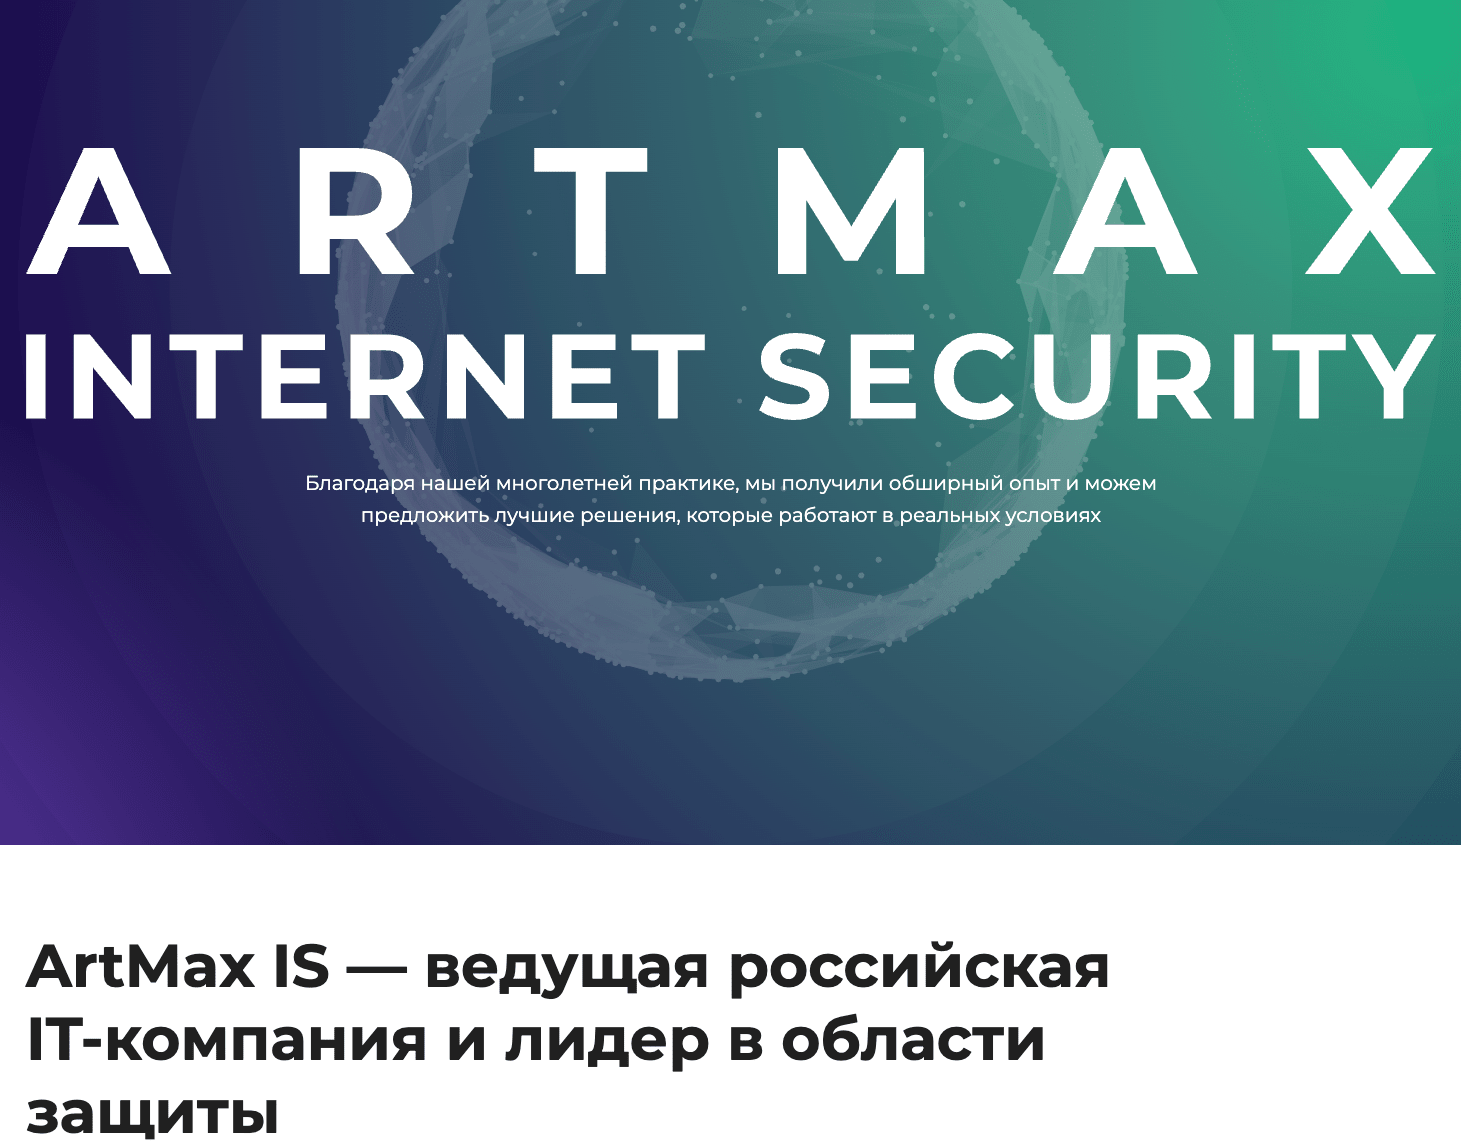 ARTMAX
INTERNET SECURITY
Благодаря нашей многолетней практике, мы получили обширный опыт и можем
предложить лучшие решения, которые работают в реальных условиях
ArtMax IS — ведущая российская
IT-компания и лидер в области
защиты